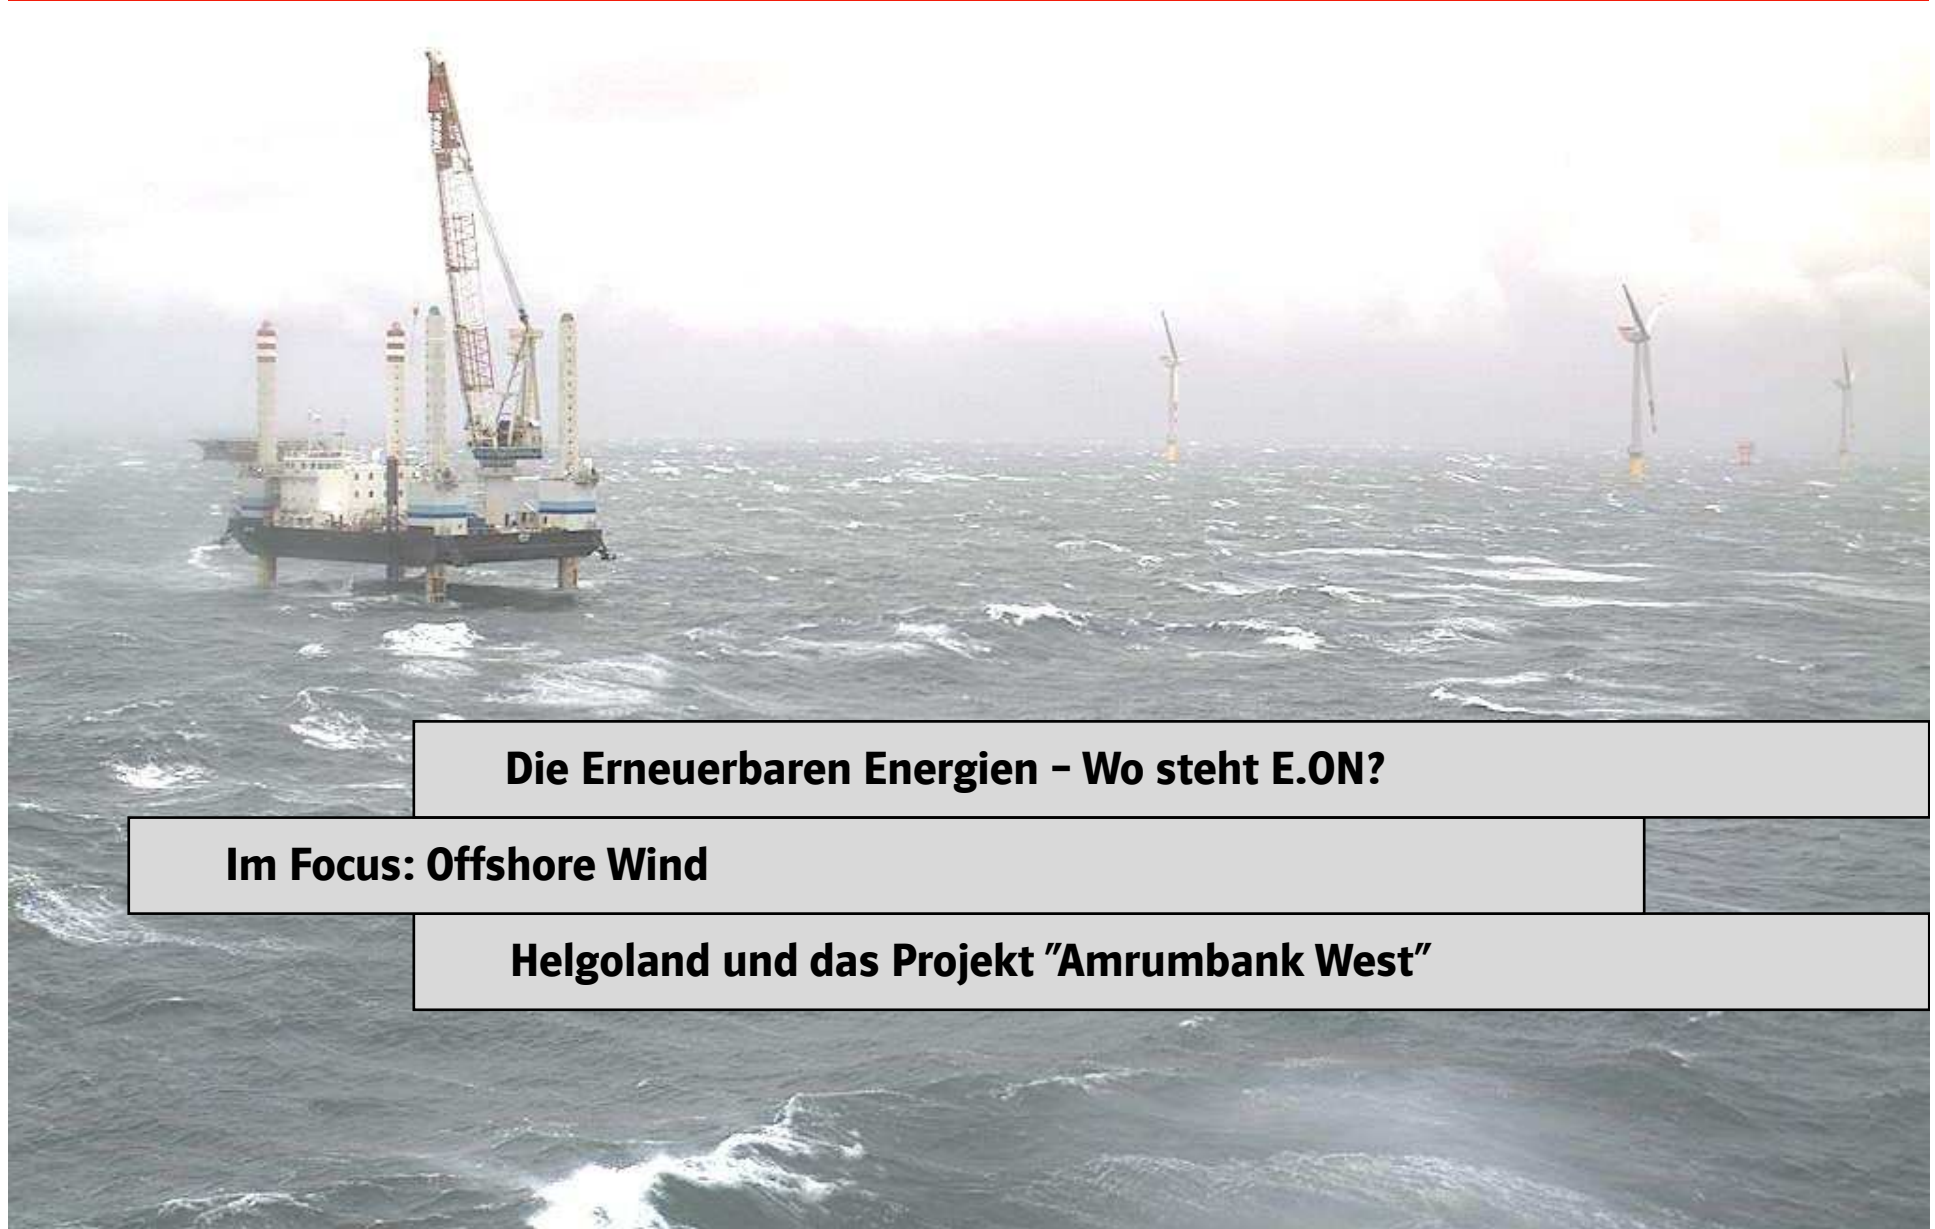 Die Erneuerbaren Energien – Wo steht E.ON?
Im Focus: Offshore Wind
Helgoland und das Projekt "Amrumbank West"